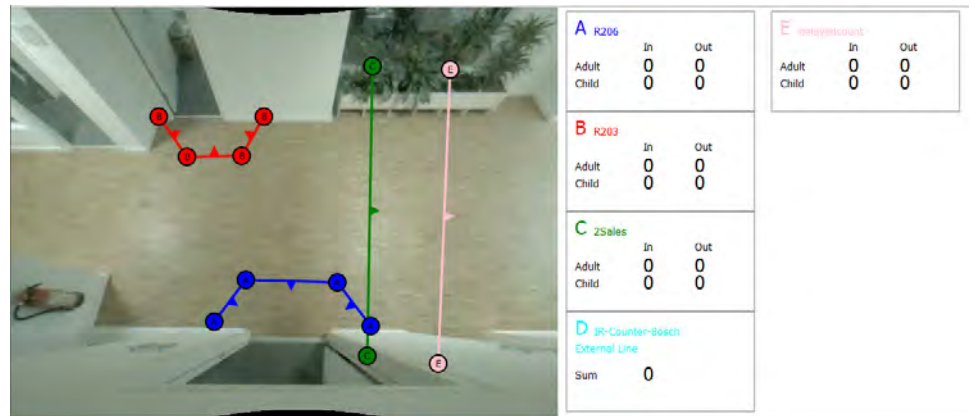 C
E
B
B
B
B
A
A
A
A
C
E
A R206
In Out
Adult 0 0
Child 0 0
B R203
In Out
Adult 0 0
Child 0 0
C 2Sales
In Out
Adult 0 0
Child 0 0
D IR-Counter-Bosch
External Line
Sum 0
E
In Out
Adult 0 0
Child 0 0